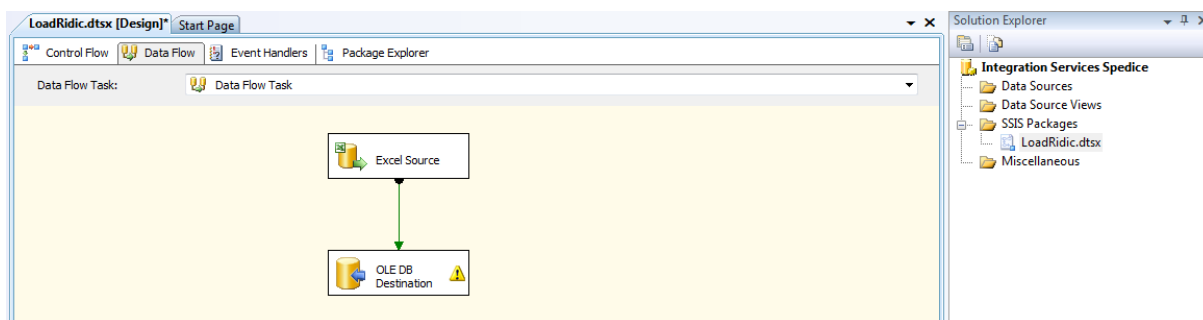 LoadRidic.dtsx [Design]* Start Page
Control Flow Data Flow Event Handlers Package Explorer
Data Flow Task: Data Flow Task
Excel Source
OLE DB
Destination
Solution Explorer
Integration Services Spedice
Data Sources
Data Source Views
SSIS Packages
LoadRidic.dtsx
Miscellaneous